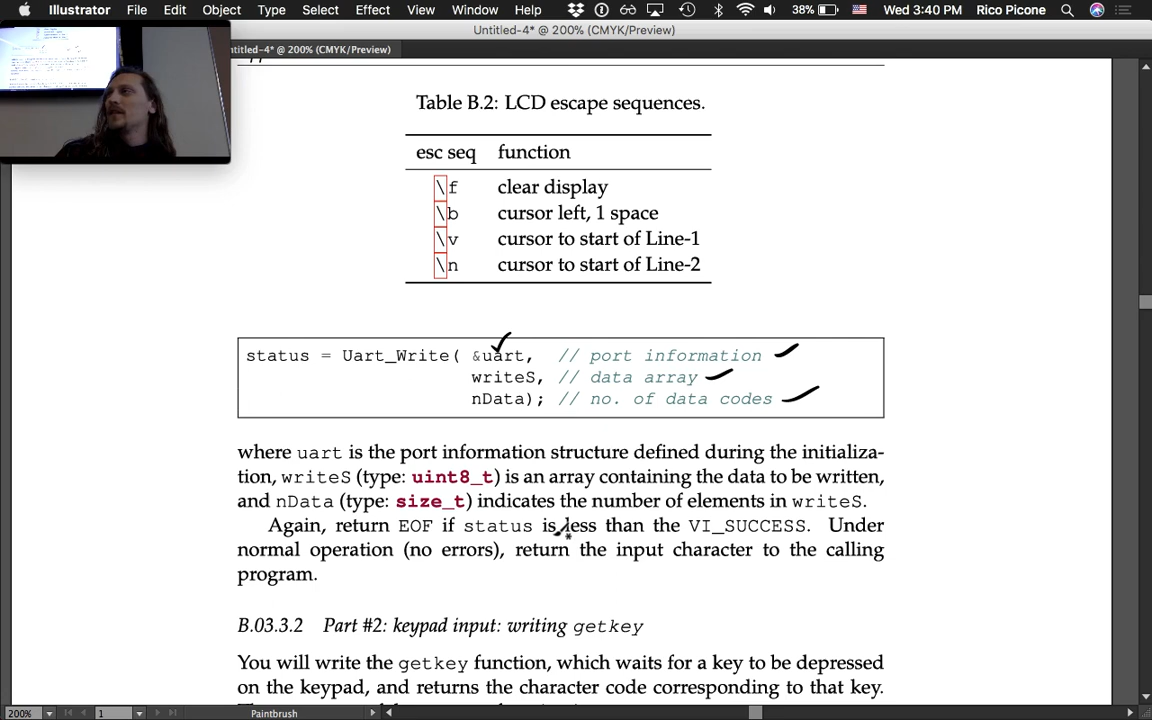 Illustrator File Edit Object Type Select Effect View Window Help 38% Wed 3:40 PM Rico Picone
Untitled-4* @ 200% (CMYK/Preview)
ntitled-4* @ 200% (CMYK/Preview)
Table B.2: LCD escape sequences.
esc seq function
\f clear display
\b cursor left, 1 space
\v cursor to start of Line-1
\n cursor to start of Line-2
status = Uart_Write( &uart, // port information
writeS, // data array
nData); // no. of data codes
where uart is the port information structure defined during the initializa-
tion, writeS (type: uint8_t) is an array containing the data to be written,
and nData (type: size_t) indicates the number of elements in writeS.
Again, return EOF if status is less than the VI_SUCCESS. Under
normal operation (no errors), return the input character to the calling
program.
B.03.3.2 Part #2: keypad input: writing getkey
You will write the getkey function, which waits for a key to be depressed
on the keypad, and returns the character code corresponding to that key.
200% 1 Paintbrush